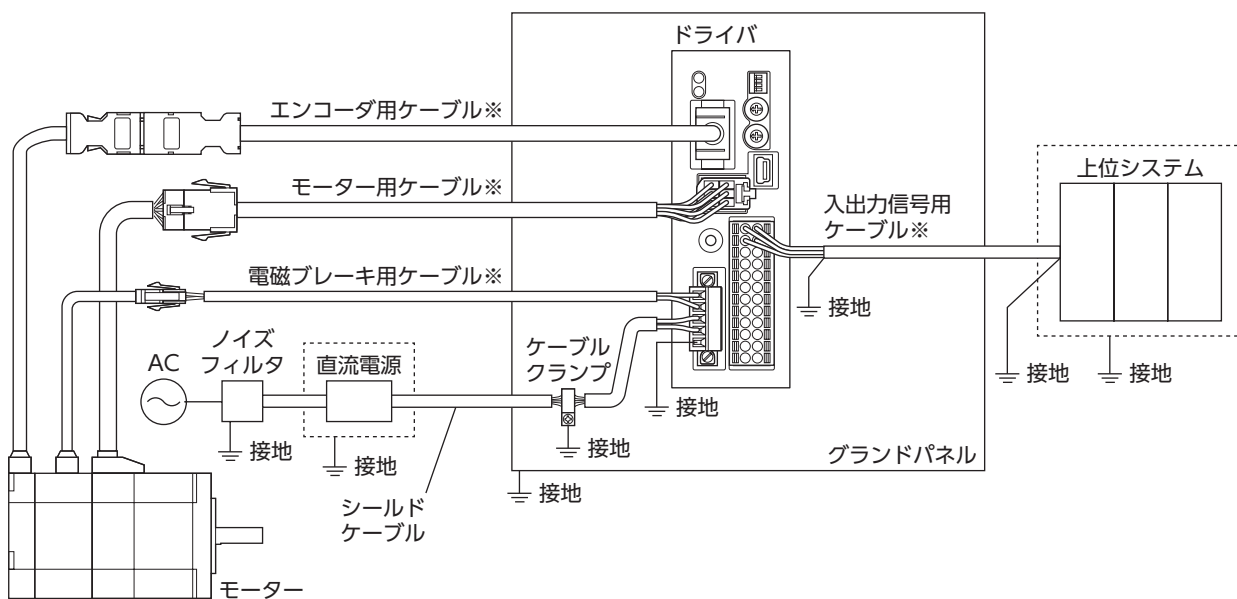 ドライバ
エンコーダ用ケーブル※
モーター用ケーブル※
電磁ブレーキ用ケーブル※
入出力信号用
ケーブル※
上位システム
接地
接地
接地
AC
ノイズ
フィルタ
直流電源
ケーブル
クランプ
接地
接地
接地
接地
グランドパネル
接地
シールド
ケーブル
モーター